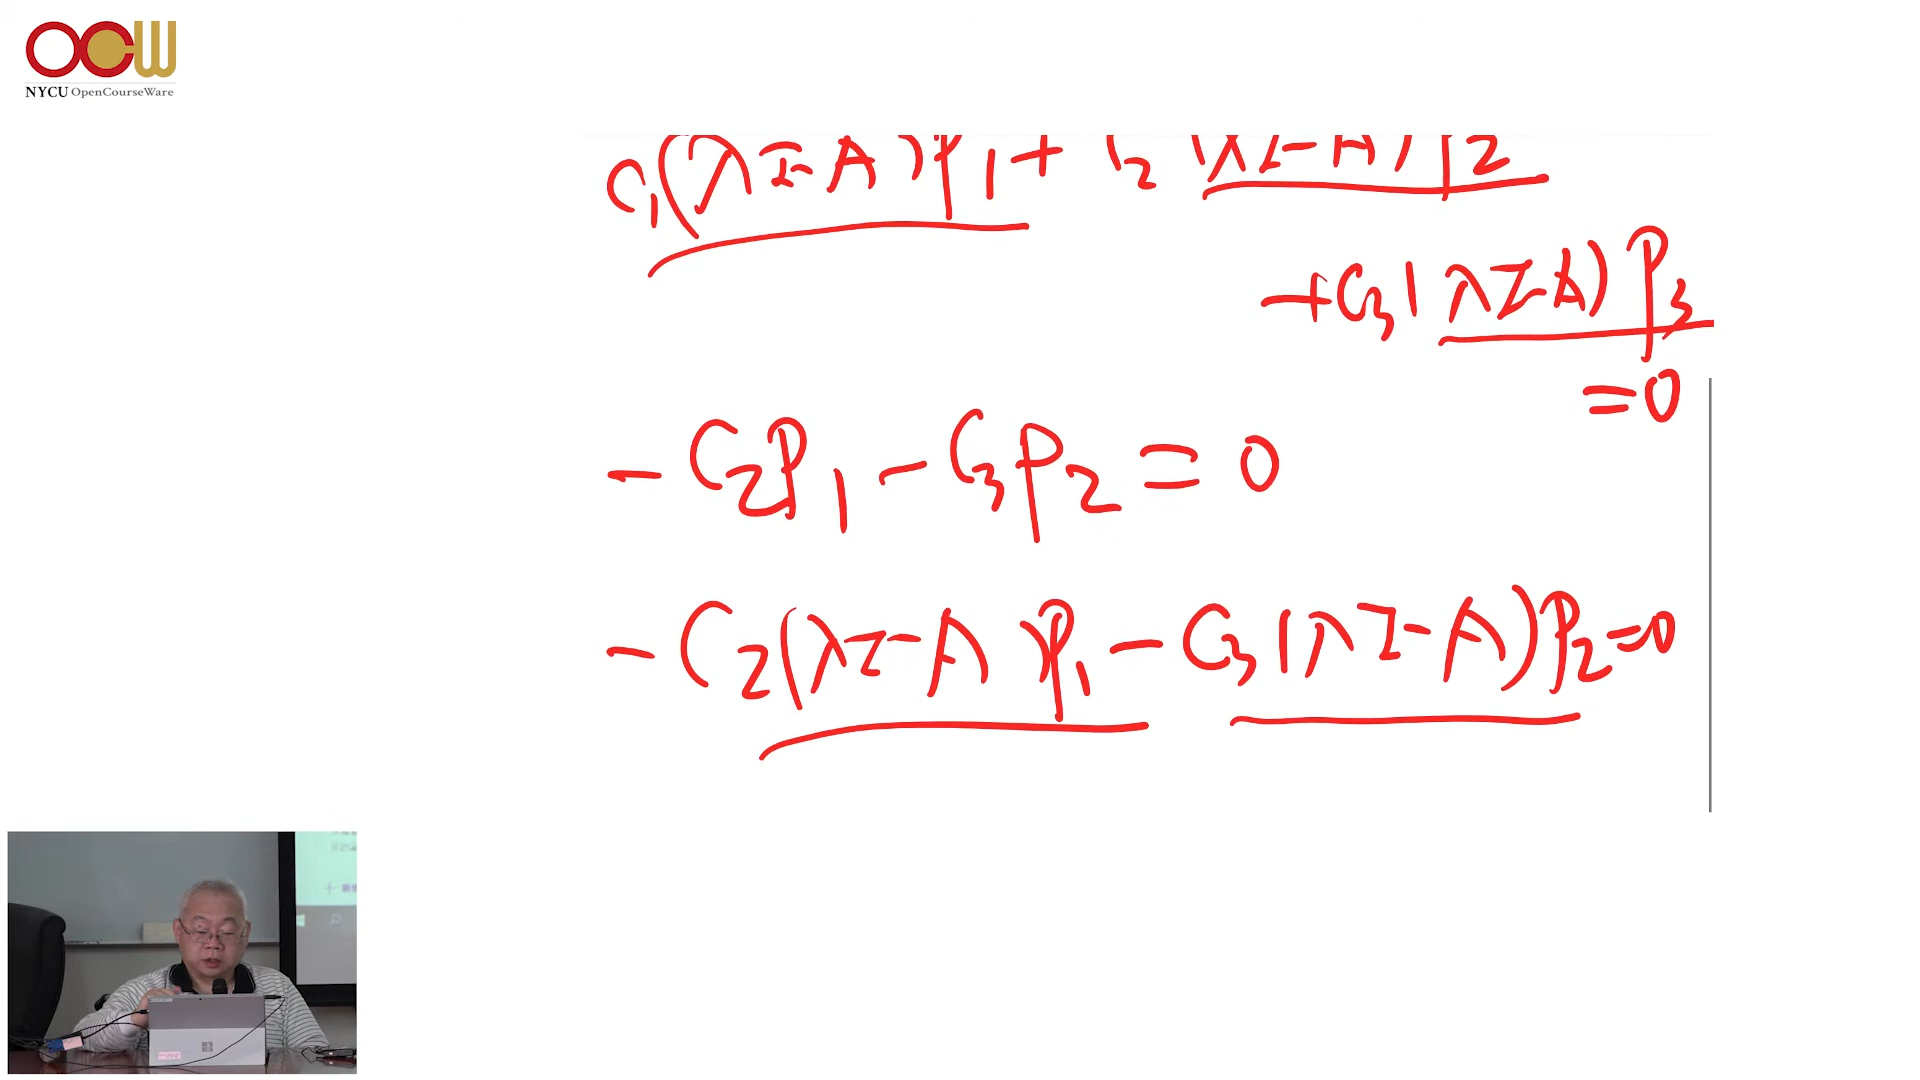 OCW
NYCU OpenCourseWare
C₁(λI-A)P₁+C₂(λI-A)P₂
+C₃(λI-A)P₃
=0
-C₂P₁-C₃P₂=0
-C₂(λI-A)P₁-C₃(λI-A)P₂=0